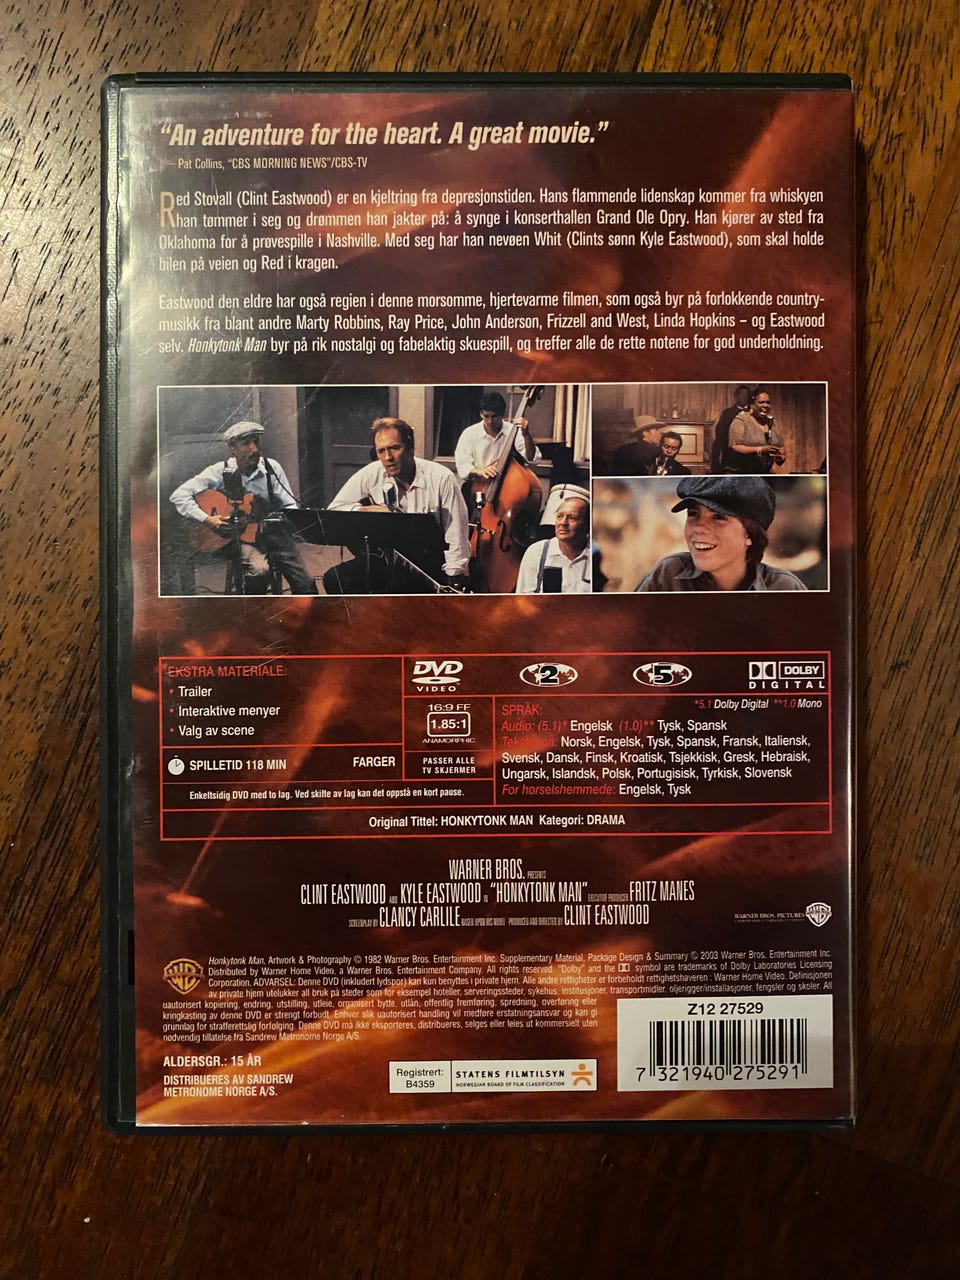 “An adventure for the heart. A great movie.”
– Pat Collins, “CBS MORNING NEWS”/CBS-TV
Red Stovall (Clint Eastwood) er en kjeltring fra depresjonstiden. Hans flammende lidenskap kommer fra whiskyen
han tømmer i seg og drømmen han jakter på: å synge i konserthallen Grand Ole Opry. Han kjører av sted fra
Oklahoma for å prøvespille i Nashville. Med seg har han nevøen Whit (Clints sønn Kyle Eastwood), som skal holde
bilen på veien og Red i kragen.
Eastwood den eldre har også regien i denne morsomme, hjertevarme filmen, som også byr på forlokkende country-
musikk fra blant andre Marty Robbins, Ray Price, John Anderson, Frizzell and West, Linda Hopkins – og Eastwood
selv. Honkytonk Man byr på rik nostalgi og fabelaktig skuespill, og treffer alle de rette notene for god underholdning.
EKSTRA MATERIALE:
• Trailer
• Interaktive menyer
• Valg av scene
SPILLETID 118 MIN FARGER
Enkeltsidig DVD med to lag. Ved skifte av lag kan det oppstå en kort pause.
DVD
VIDEO
2
5
DOLBY
DIGITAL
16:9 FF
1.85:1
ANAMORPHIC
PASSER ALLE
TV SKJERMER
*5.1 Dolby Digital **1.0 Mono
SPRÅK:
Audio: (5.1)* Engelsk (1.0)** Tysk, Spansk
Teksting på: Norsk, Engelsk, Tysk, Spansk, Fransk, Italiensk,
Svensk, Dansk, Finsk, Kroatisk, Tsjekkisk, Gresk, Hebraisk,
Ungarsk, Islandsk, Polsk, Portugisisk, Tyrkisk, Slovensk
For hørselshemmede: Engelsk, Tysk
Original Tittel: HONKYTONK MAN Kategori: DRAMA
WARNER BROS. PRESENTS
CLINT EASTWOOD AND KYLE EASTWOOD IN “HONKYTONK MAN” EXECUTIVE PRODUCER FRITZ MANES
SCREENPLAY BY CLANCY CARLILE BASED UPON HIS NOVEL PRODUCED AND DIRECTED BY CLINT EASTWOOD
WARNER BROS. PICTURES
Honkytonk Man, Artwork & Photography © 1982 Warner Bros. Entertainment Inc. Supplementary Material, Package Design & Summary © 2003 Warner Bros. Entertainment Inc.
Distributed by Warner Home Video, a Warner Bros. Entertainment Company. All rights reserved. "Dolby" and the symbol are trademarks of Dolby Laboratories Licensing
Corporation. ADVARSEL: Denne DVD (inkludert lydspor) kan kun benyttes i private hjem. Alle andre rettigheter er forbeholdt rettighetshaveren : Warner Home Video. Definisjonen
av private hjem utelukker all bruk på steder som for eksempel hoteller, serveringssteder, sykehus, institusjoner, transportmidler, oljerigger/installasjoner, fengsler og skoler. All
uautorisert kopiering, endring, utstilling, utleie, organisert bytte, utlån, offentlig fremføring, spredning, overføring eller
kringkasting av denne DVD er strengt forbudt. Enhver slik uautorisert handling vil medføre erstatningsansvar og kan gi
grunnlag for strafferettslig forfølging. Denne DVD må ikke eksporteres, distribueres, selges eller leies ut kommersielt uten
nødvendig tillatelse fra Sandrew Metronome Norge A/S.
ALDERSGR.: 15 ÅR
DISTRIBUERES AV SANDREW
METRONOME NORGE A/S.
Registrert:
B4359
STATENS FILMTILSYN
NORWEGIAN BOARD OF FILM CLASSIFICATION
Z12 27529
7 321940 275291